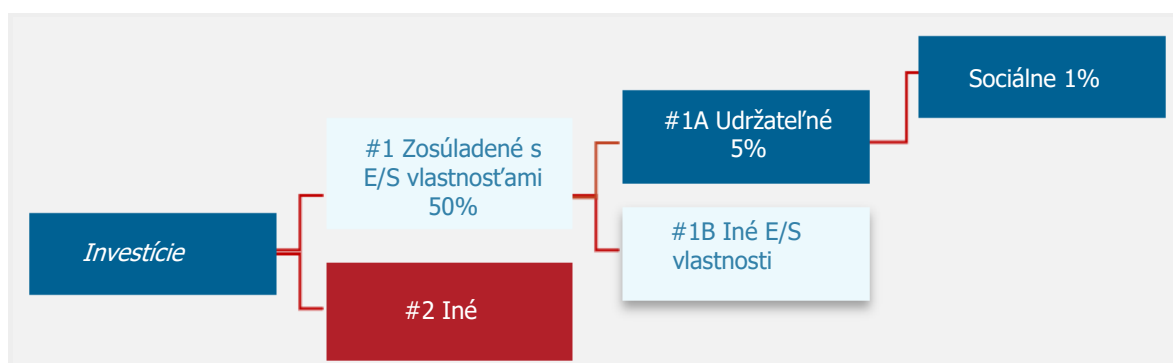 Investície
#1 Zosúladené s
E/S vlastnosťami
50%
#2 Iné
#1A Udržateľné
5%
#1B Iné E/S
vlastnosti
Sociálne 1%